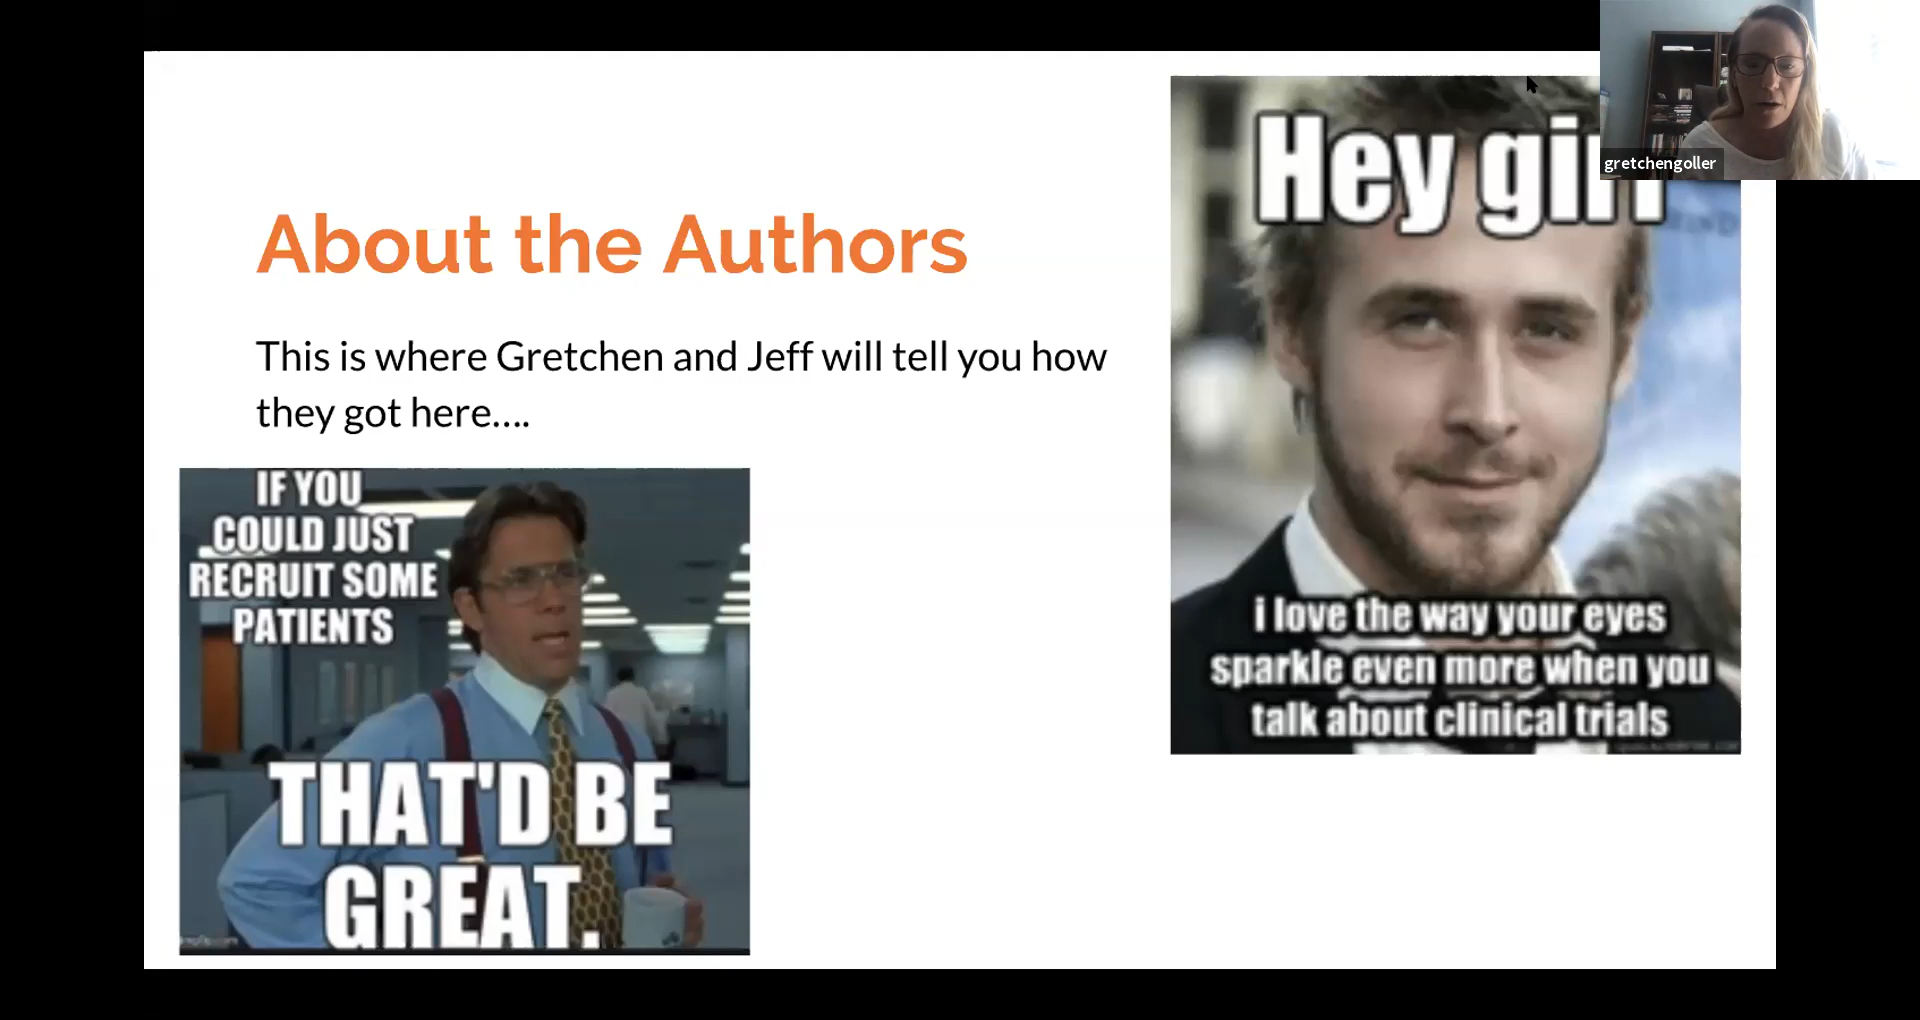 gretchengoller
Hey girl
About the Authors
This is where Gretchen and Jeff will tell you how
they got here....
IF YOU
COULD JUST
RECRUIT SOME
PATIENTS
THAT'D BE
GREAT.
i love the way your eyes
sparkle even more when you
talk about clinical trials